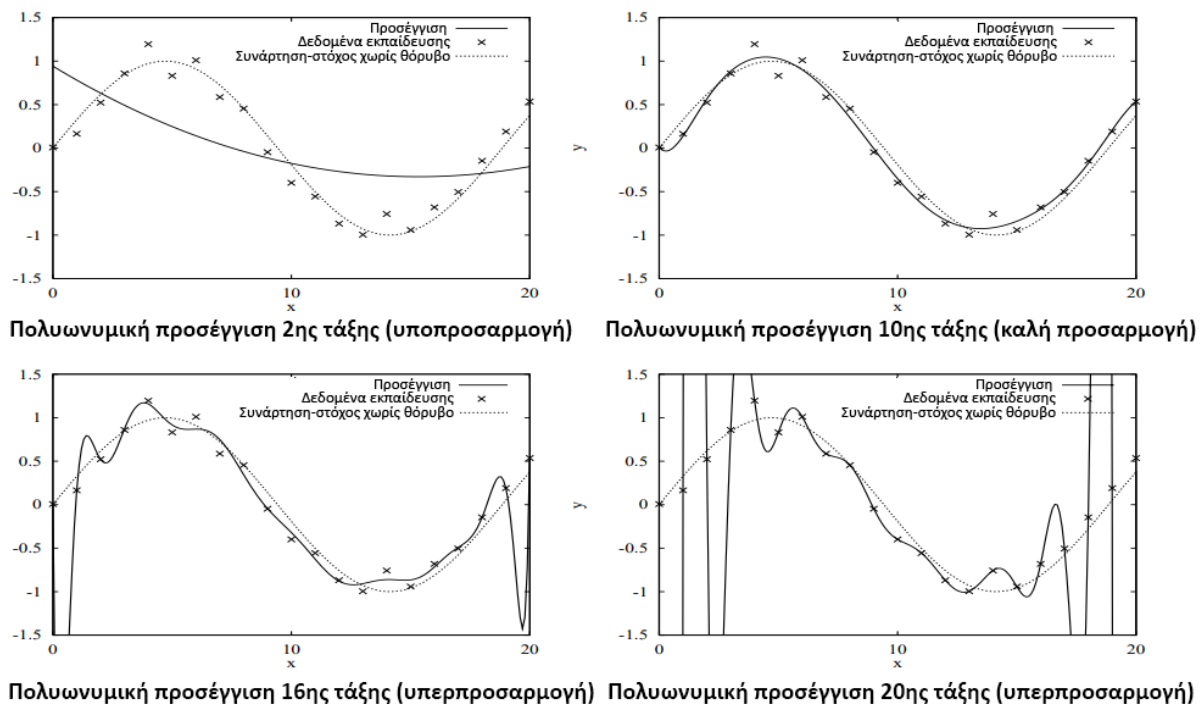 1.5
1
0.5
0
-0.5
-1
-1.5
Προσέγγιση
Δεδομένα εκπαίδευσης
Συνάρτηση-στόχος χωρίς θόρυβο
0
10
20
x
Πολυωνυμική προσέγγιση 2ης τάξης (υποπροσαρμογή)
1.5
1
0.5
0
-0.5
-1
-1.5
y
Προσέγγιση
Δεδομένα εκπαίδευσης
Συνάρτηση-στόχος χωρίς θόρυβο
0
10
20
x
Πολυωνυμική προσέγγιση 10ης τάξης (καλή προσαρμογή)
1.5
1
0.5
0
-0.5
-1
-1.5
Προσέγγιση
Δεδομένα εκπαίδευσης
Συνάρτηση-στόχος χωρίς θόρυβο
0
10
20
x
Πολυωνυμική προσέγγιση 16ης τάξης (υπερπροσαρμογή)
1.5
1
0.5
0
-0.5
-1
-1.5
y
Προσέγγιση
Δεδομένα εκπαίδευσης
Συνάρτηση-στόχος χωρίς θόρυβο
0
10
20
x
Πολυωνυμική προσέγγιση 20ης τάξης (υπερπροσαρμογή)